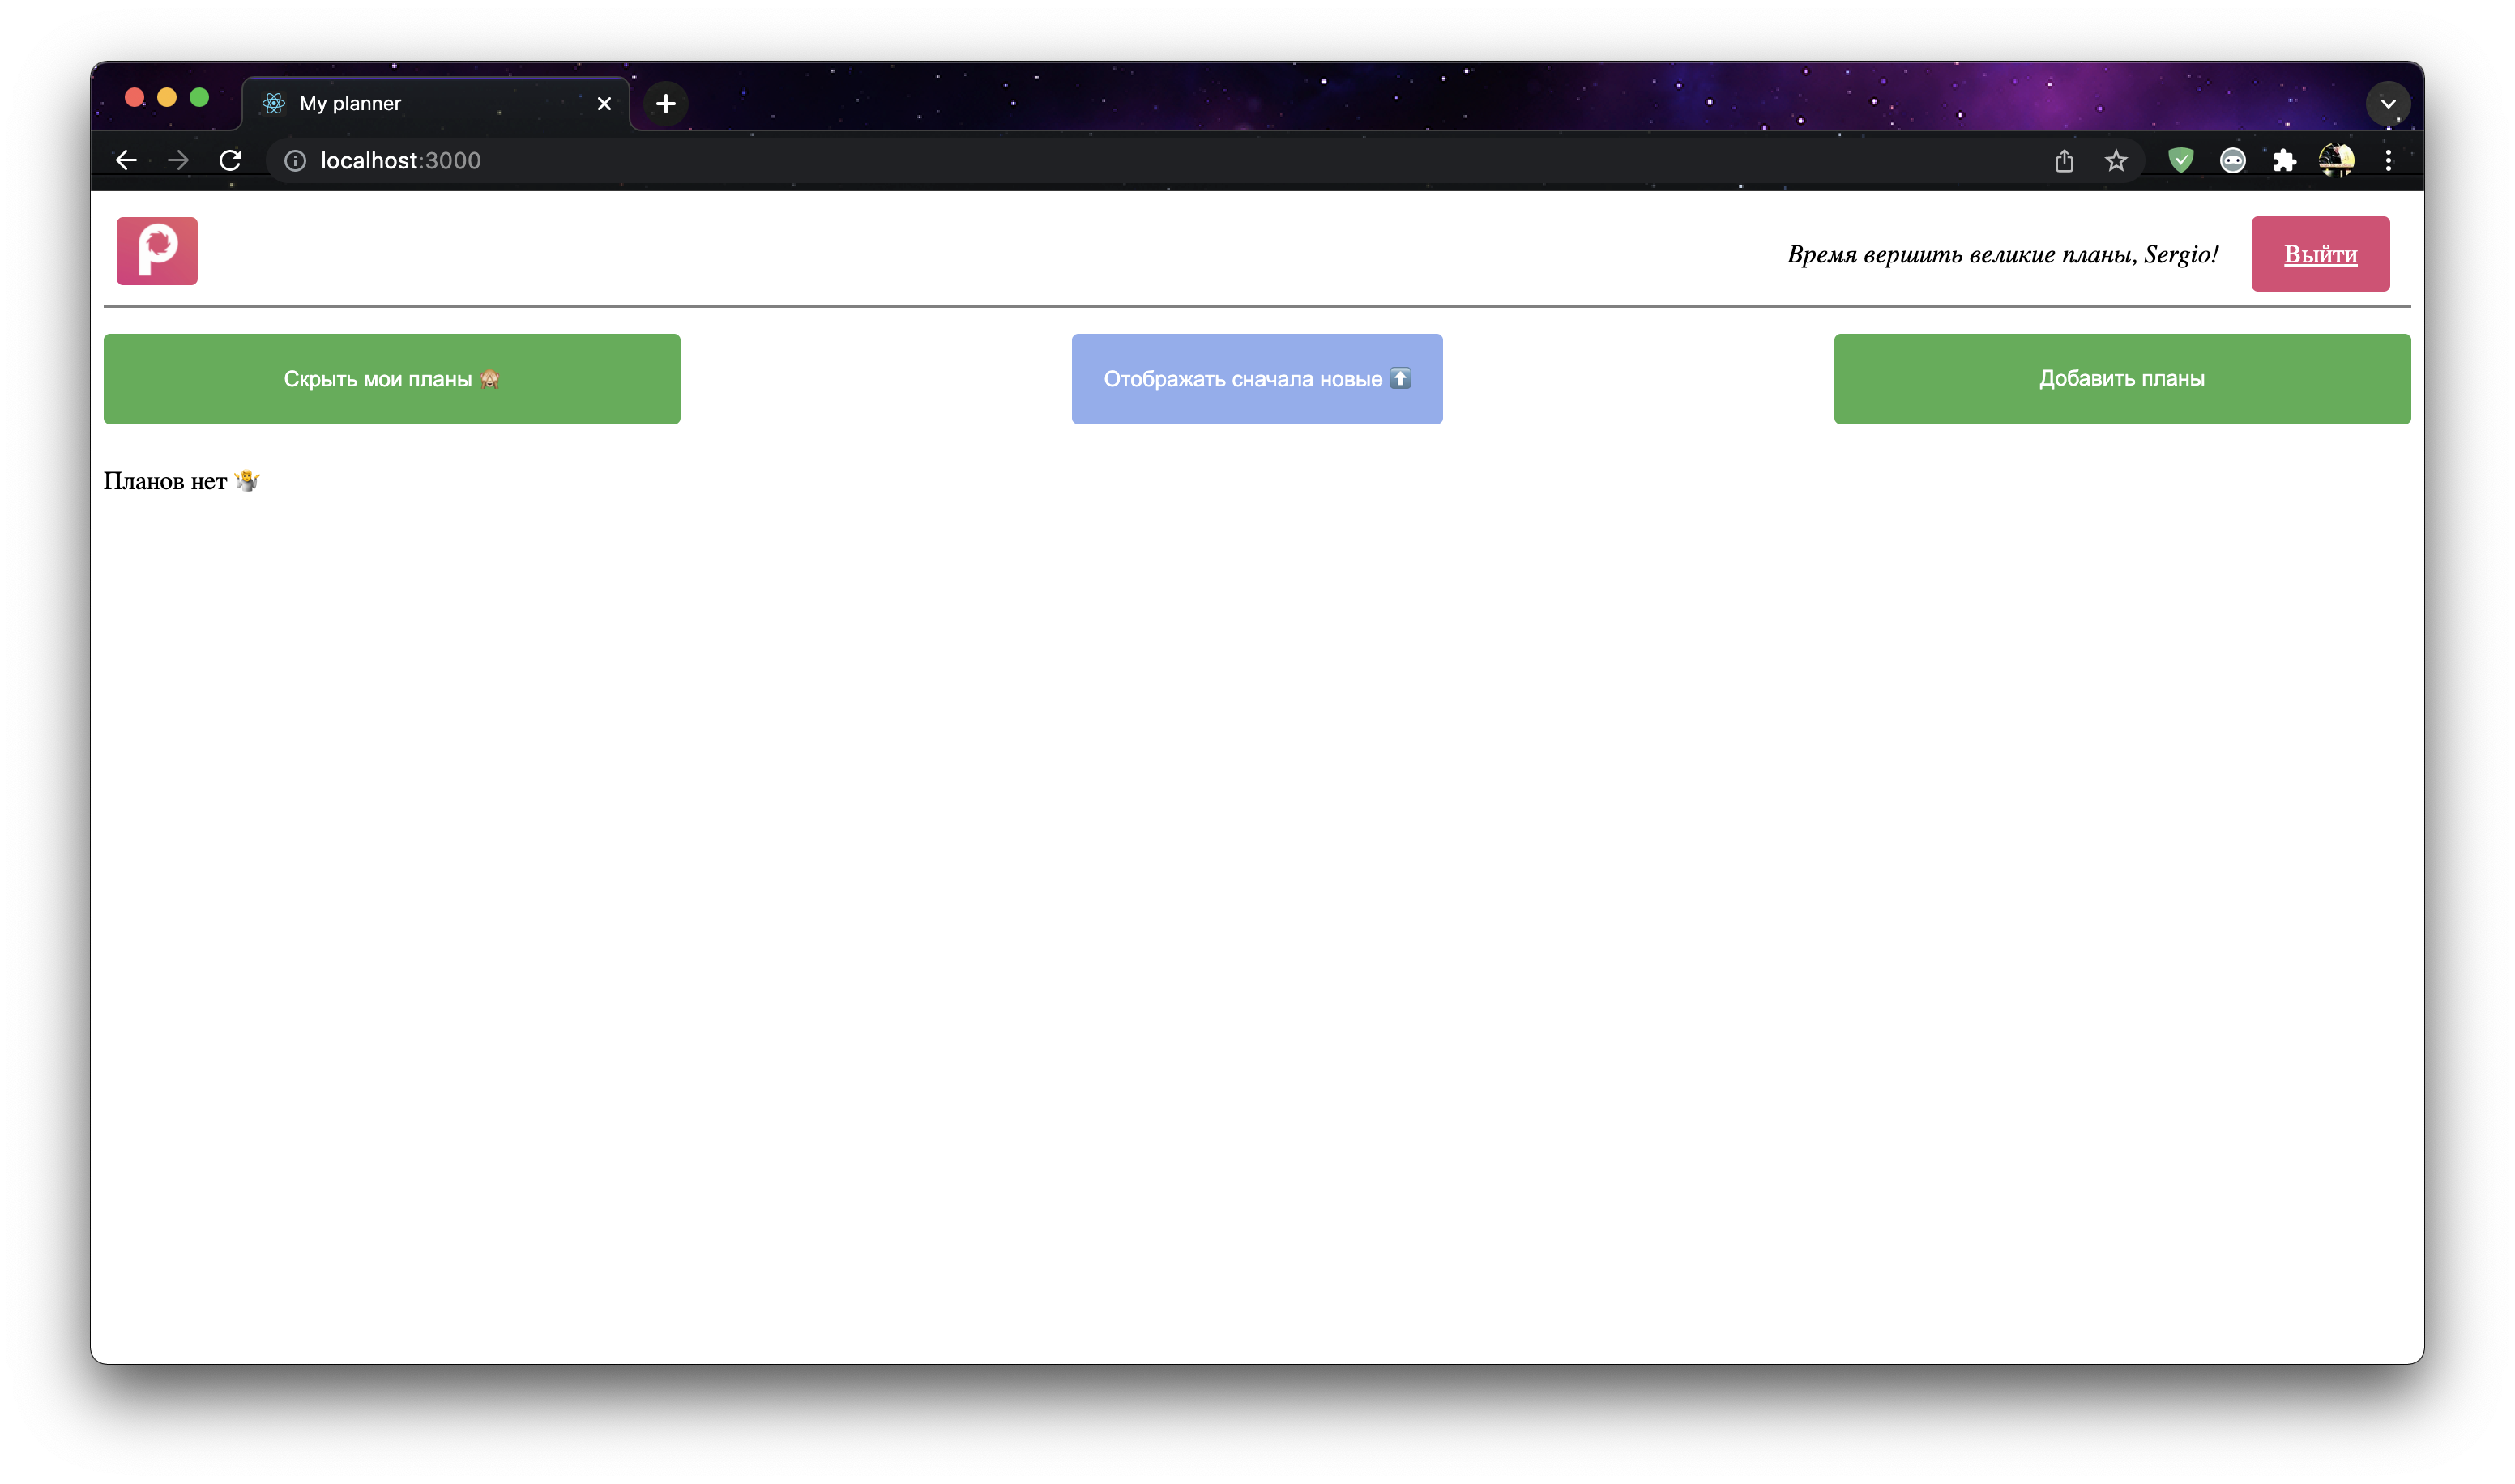 My planner
localhost:3000
P
Время вершить великие планы, Sergio!
Выйти
Скрыть мои планы 🙈
Отображать сначала новые ⬆️
Добавить планы
Планов нет 🤷